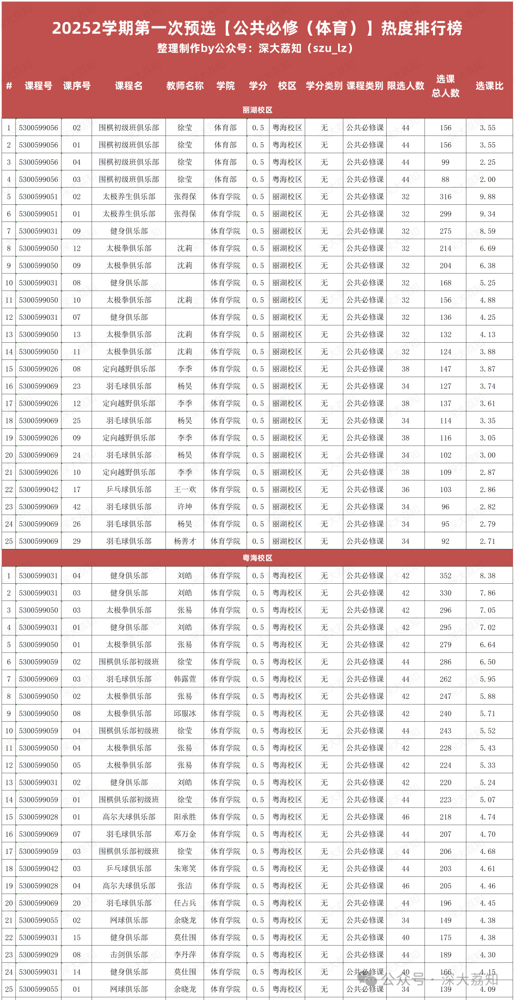 20252学期第一次预选【公共必修（体育）】热度排行榜
整理制作by公众号：深大荔知（szu_lz）
# 课程号 课序号 课程名 教师名称 学院 学分 校区 学分类别 课程类别 限选人数 选课总人数 选课比
丽湖校区
1 5300599056 02 围棋初级班俱乐部 徐莹 体育部 0.5 粤海校区 无 公共必修课 44 156 3.55
2 5300599056 01 围棋初级班俱乐部 徐莹 体育部 0.5 粤海校区 无 公共必修课 44 156 3.55
3 5300599056 04 围棋初级班俱乐部 徐莹 体育部 0.5 粤海校区 无 公共必修课 44 99 2.25
4 5300599056 03 围棋初级班俱乐部 徐莹 体育部 0.5 粤海校区 无 公共必修课 44 88 2.00
5 5300599051 02 太极养生俱乐部 张得保 体育学院 0.5 丽湖校区 无 公共必修课 32 316 9.88
6 5300599051 01 太极养生俱乐部 张得保 体育学院 0.5 丽湖校区 无 公共必修课 32 299 9.34
7 5300599031 09 健身俱乐部 体育学院 0.5 丽湖校区 无 公共必修课 32 275 8.59
8 5300599050 12 太极拳俱乐部 沈莉 体育学院 0.5 丽湖校区 无 公共必修课 32 214 6.69
9 5300599050 09 太极拳俱乐部 沈莉 体育学院 0.5 丽湖校区 无 公共必修课 32 204 6.38
10 5300599031 08 健身俱乐部 体育学院 0.5 丽湖校区 无 公共必修课 32 168 5.25
11 5300599050 10 太极拳俱乐部 沈莉 体育学院 0.5 丽湖校区 无 公共必修课 32 156 4.88
12 5300599031 07 健身俱乐部 体育学院 0.5 丽湖校区 无 公共必修课 32 136 4.25
13 5300599050 13 太极拳俱乐部 沈莉 体育学院 0.5 丽湖校区 无 公共必修课 32 132 4.13
14 5300599050 11 太极拳俱乐部 沈莉 体育学院 0.5 丽湖校区 无 公共必修课 32 124 3.88
15 5300599026 08 定向越野俱乐部 李季 体育学院 0.5 丽湖校区 无 公共必修课 38 147 3.87
16 5300599069 23 羽毛球俱乐部 杨昊 体育学院 0.5 丽湖校区 无 公共必修课 34 127 3.74
17 5300599026 12 定向越野俱乐部 李季 体育学院 0.5 丽湖校区 无 公共必修课 38 137 3.61
18 5300599069 25 羽毛球俱乐部 杨昊 体育学院 0.5 丽湖校区 无 公共必修课 34 114 3.35
19 5300599026 09 定向越野俱乐部 李季 体育学院 0.5 丽湖校区 无 公共必修课 38 116 3.05
20 5300599069 24 羽毛球俱乐部 杨昊 体育学院 0.5 丽湖校区 无 公共必修课 34 102 3.00
21 5300599026 10 定向越野俱乐部 李季 体育学院 0.5 丽湖校区 无 公共必修课 38 109 2.87
22 5300599042 17 乒乓球俱乐部 王一欢 体育学院 0.5 丽湖校区 无 公共必修课 36 103 2.86
23 5300599069 42 羽毛球俱乐部 许坤 体育学院 0.5 丽湖校区 无 公共必修课 34 96 2.82
24 5300599069 26 羽毛球俱乐部 杨昊 体育学院 0.5 丽湖校区 无 公共必修课 34 95 2.79
25 5300599069 29 羽毛球俱乐部 杨善才 体育学院 0.5 丽湖校区 无 公共必修课 34 92 2.71
粤海校区
1 5300599031 04 健身俱乐部 刘皓 体育学院 0.5 粤海校区 无 公共必修课 42 352 8.38
2 5300599031 03 健身俱乐部 刘皓 体育学院 0.5 粤海校区 无 公共必修课 42 330 7.86
3 5300599050 03 太极拳俱乐部 张易 体育学院 0.5 粤海校区 无 公共必修课 42 296 7.05
4 5300599031 01 健身俱乐部 刘皓 体育学院 0.5 粤海校区 无 公共必修课 42 295 7.02
5 5300599050 01 太极拳俱乐部 张易 体育学院 0.5 粤海校区 无 公共必修课 42 279 6.64
6 5300599059 02 围棋俱乐部初级班 徐莹 体育学院 0.5 粤海校区 无 公共必修课 44 286 6.50
7 5300599069 03 羽毛球俱乐部 韩露萱 体育学院 0.5 粤海校区 无 公共必修课 44 262 5.95
8 5300599050 02 太极拳俱乐部 张易 体育学院 0.5 粤海校区 无 公共必修课 42 247 5.88
9 5300599050 08 太极拳俱乐部 邱服冰 体育学院 0.5 粤海校区 无 公共必修课 42 240 5.71
10 5300599059 04 围棋俱乐部初级班 徐莹 体育学院 0.5 粤海校区 无 公共必修课 44 243 5.52
11 5300599050 04 太极拳俱乐部 张易 体育学院 0.5 粤海校区 无 公共必修课 42 228 5.43
12 5300599050 05 太极拳俱乐部 张易 体育学院 0.5 粤海校区 无 公共必修课 42 224 5.33
13 5300599031 02 健身俱乐部 刘皓 体育学院 0.5 粤海校区 无 公共必修课 42 220 5.24
14 5300599059 01 围棋俱乐部初级班 徐莹 体育学院 0.5 粤海校区 无 公共必修课 44 223 5.07
15 5300599028 01 高尔夫球俱乐部 阳承胜 体育学院 0.5 粤海校区 无 公共必修课 46 218 4.74
16 5300599069 07 羽毛球俱乐部 邓万金 体育学院 0.5 粤海校区 无 公共必修课 44 207 4.70
17 5300599059 03 围棋俱乐部初级班 徐莹 体育学院 0.5 粤海校区 无 公共必修课 44 206 4.68
18 5300599042 03 乒乓球俱乐部 朱寒笑 体育学院 0.5 粤海校区 无 公共必修课 44 203 4.61
19 5300599028 04 高尔夫球俱乐部 张洁 体育学院 0.5 粤海校区 无 公共必修课 46 205 4.46
20 5300599069 20 羽毛球俱乐部 任占兵 体育学院 0.5 粤海校区 无 公共必修课 44 196 4.45
21 5300599055 02 网球俱乐部 余晓龙 体育学院 0.5 粤海校区 无 公共必修课 34 149 4.38
22 5300599031 15 健身俱乐部 莫仕围 体育学院 0.5 粤海校区 无 公共必修课 40 175 4.38
23 5300599029 08 击剑俱乐部 李丹萍 体育学院 0.5 粤海校区 无 公共必修课 44 189 4.30
24 5300599031 14 健身俱乐部 莫仕围 体育学院 0.5 粤海校区 无 公共必修课 40 166 4.15
25 5300599055 01 网球俱乐部 余晓龙 体育学院 0.5 粤海校区 无 公共必修课 34 139 4.09
公众号 · 深大荔知